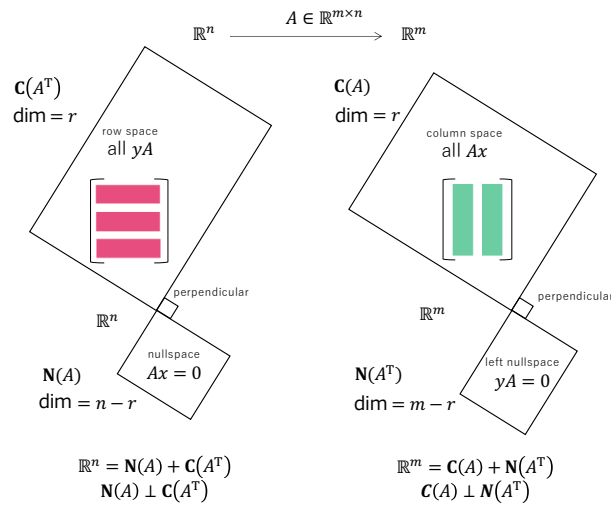 ℝⁿ
A ∈ ℝᵐˣⁿ
ℝᵐ
C(Aᵀ)
dim = r
row space
all yA
perpendicular
ℝⁿ
nullspace
Ax = 0
N(A)
dim = n − r
ℝⁿ = N(A) + C(Aᵀ)
N(A) ⊥ C(Aᵀ)
C(A)
dim = r
column space
all Ax
perpendicular
ℝᵐ
left nullspace
yA = 0
N(Aᵀ)
dim = m − r
ℝᵐ = C(A) + N(Aᵀ)
C(A) ⊥ N(Aᵀ)